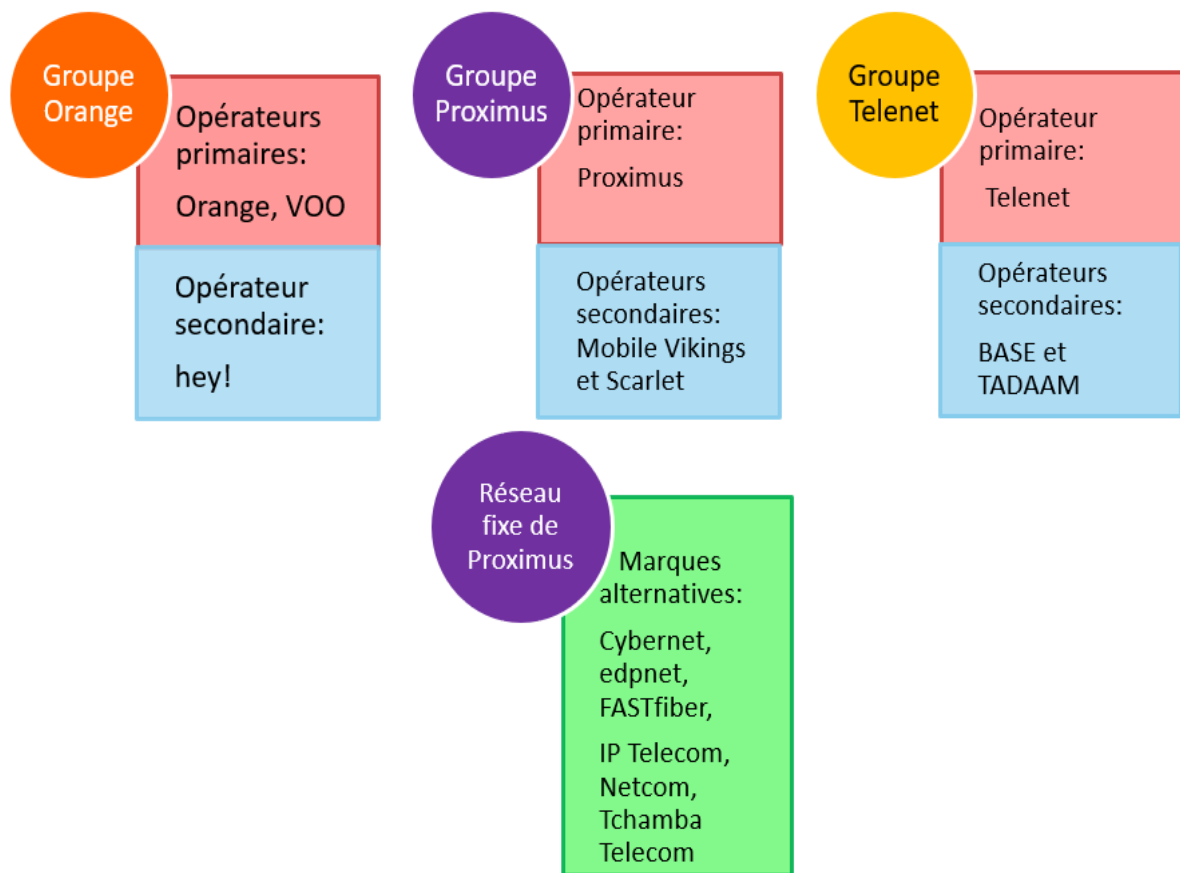 Groupe
Orange
Opérateurs
primaires:
Orange, VOO
Opérateur
secondaire:
hey!
Groupe
Proximus
Opérateur
primaire:
Proximus
Opérateurs
secondaires:
Mobile Vikings
et Scarlet
Groupe
Telenet
Opérateur
primaire:
Telenet
Opérateurs
secondaires:
BASE et
TADAAM
Réseau
fixe de
Proximus
Marques
alternatives:
Cybernet,
edpnet,
FASTfiber,
IP Telecom,
Netcom,
Tchamba
Telecom